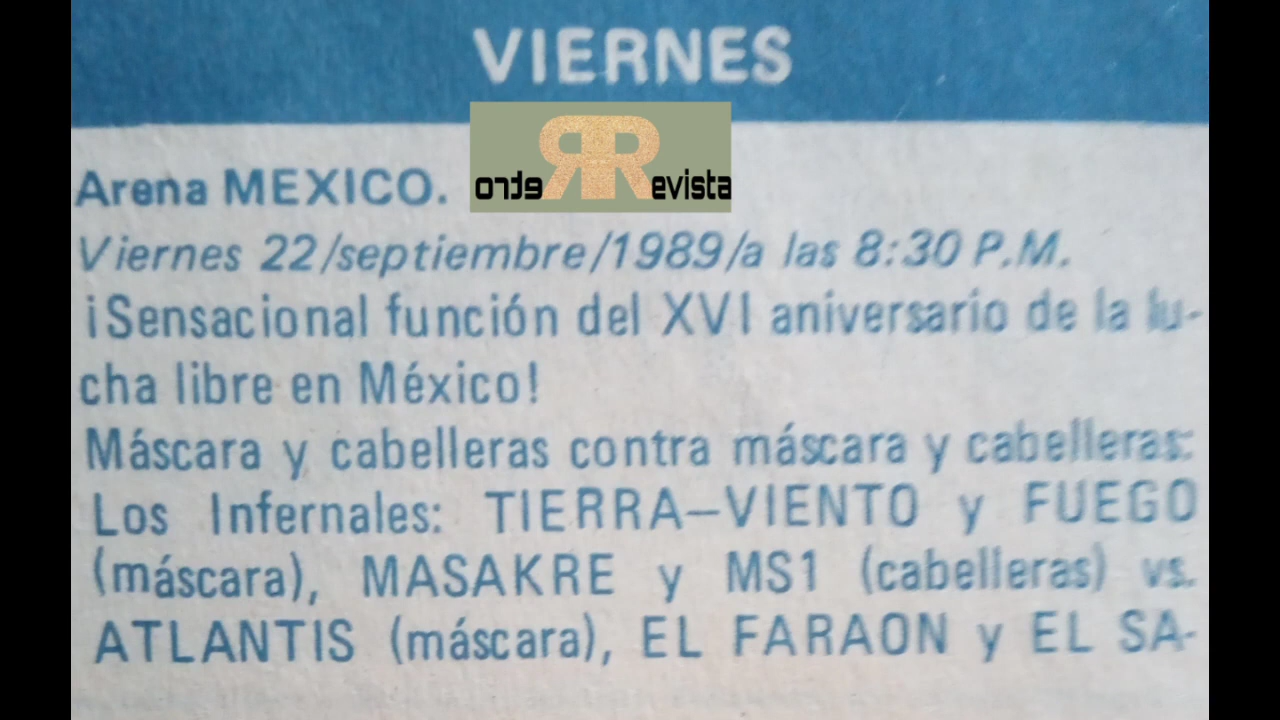 VIERNES
onde RR evista
Arena MEXICO.
Viernes 22/septiembre/1989/a las 8:30 P.M.
¡Sensacional función del XVI aniversario de la lu-
cha libre en México!
Máscara y cabelleras contra máscara y cabelleras:
Los Infernales: TIERRA—VIENTO y FUEGO
(máscara), MASAKRE y MS1 (cabelleras) vs.
ATLANTIS (máscara), EL FARAON y EL SA-